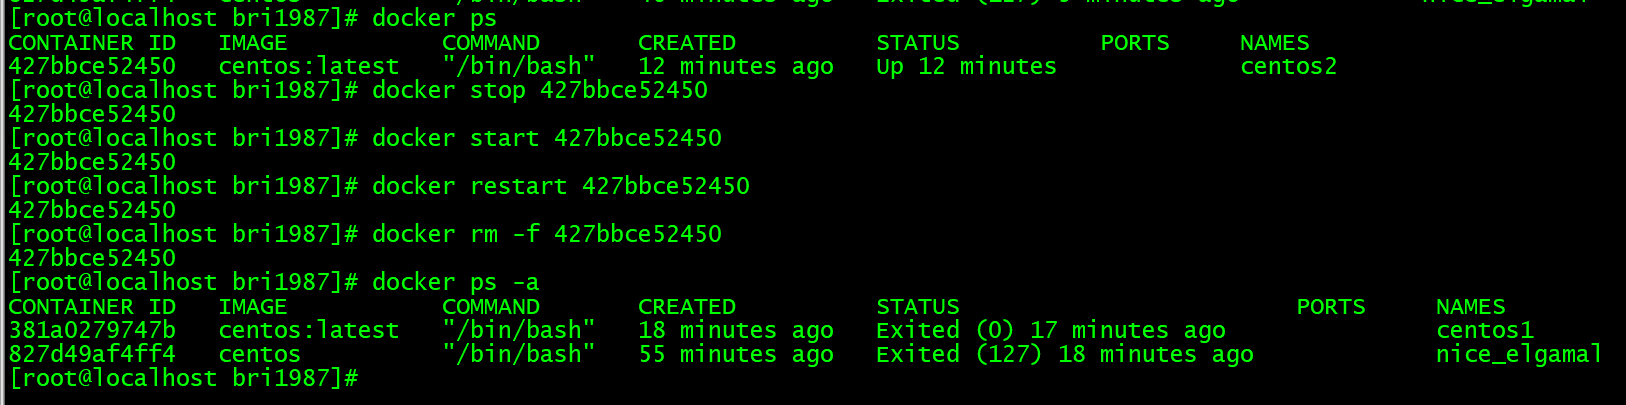 [root@localhost bri1987]# docker ps
CONTAINER ID   IMAGE           COMMAND       CREATED          STATUS          PORTS     NAMES
427bbce52450   centos:latest   "/bin/bash"   12 minutes ago   Up 12 minutes             centos2
[root@localhost bri1987]# docker stop 427bbce52450
427bbce52450
[root@localhost bri1987]# docker start 427bbce52450
427bbce52450
[root@localhost bri1987]# docker restart 427bbce52450
427bbce52450
[root@localhost bri1987]# docker rm -f 427bbce52450
427bbce52450
[root@localhost bri1987]# docker ps -a
CONTAINER ID   IMAGE           COMMAND       CREATED          STATUS                        PORTS     NAMES
381a0279747b   centos:latest   "/bin/bash"   18 minutes ago   Exited (0) 17 minutes ago               centos1
827d49af4ff4   centos          "/bin/bash"   55 minutes ago   Exited (127) 18 minutes ago             nice_elgamal
[root@localhost bri1987]#